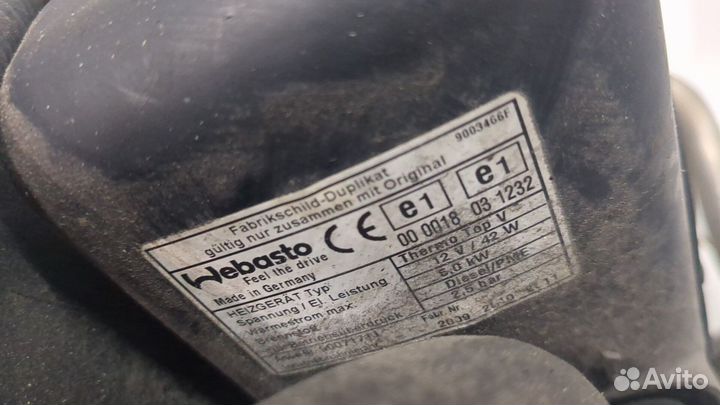 9003466F
Fabrikschild-Duplikat
gültig nur zusammen mit Original
Webasto CE e1 e1
Feel the drive 00 0018 03 1232
Made in Germany
HEIZGERÄT Typ Thermo Top V
Spannung / El. Leistung 12 V / 42 W
Wärmestrom max. 5,0 kW
Diesel/PME
2.5 bar
Fabr.Nr.
Avito